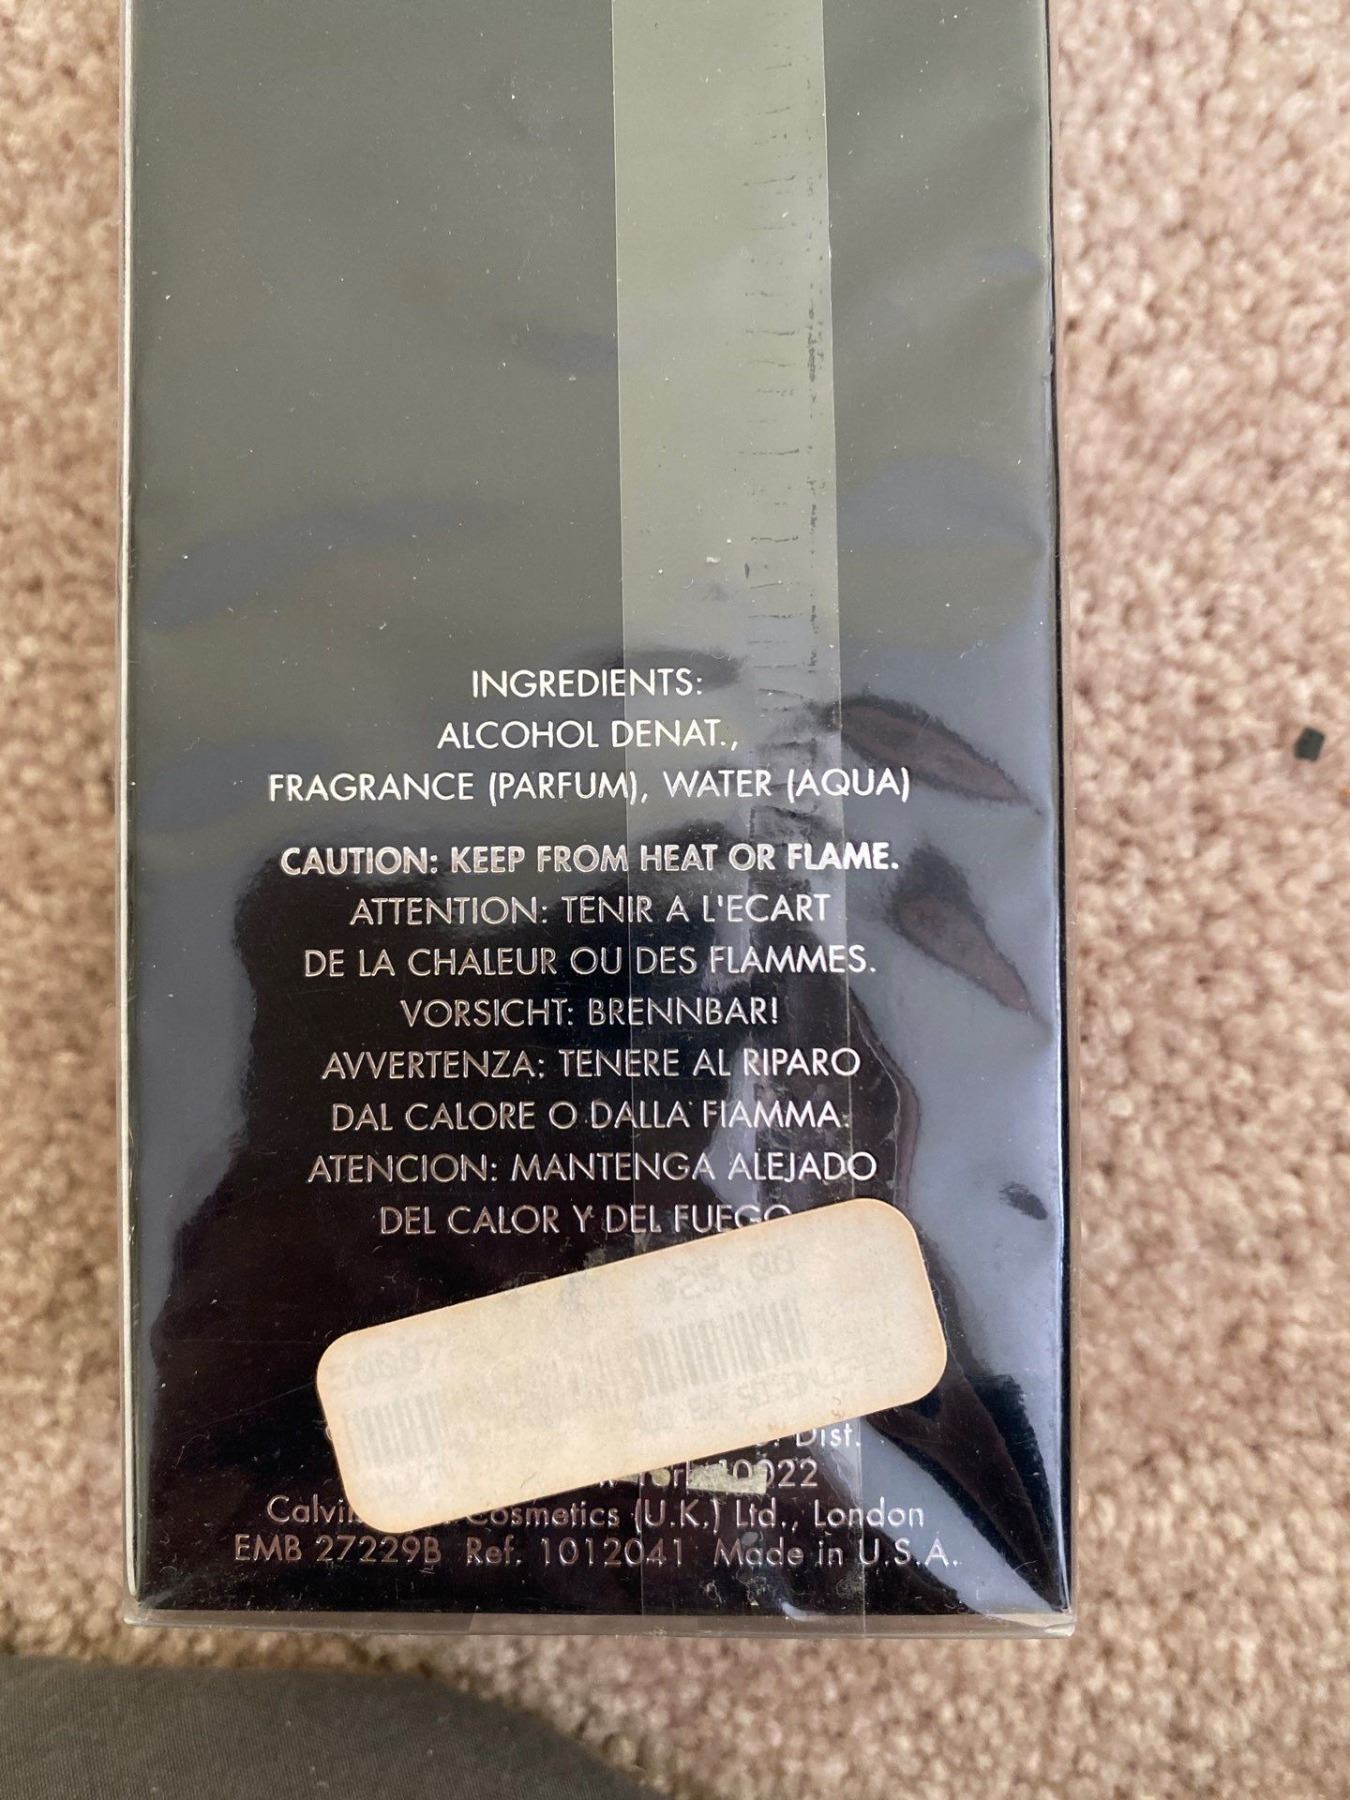 INGREDIENTS:
ALCOHOL DENAT.,
FRAGRANCE (PARFUM), WATER (AQUA)
CAUTION: KEEP FROM HEAT OR FLAME.
ATTENTION: TENIR A L'ECART
DE LA CHALEUR OU DES FLAMMES.
VORSICHT: BRENNBAR!
AVVERTENZA: TENERE AL RIPARO
DAL CALORE O DALLA FIAMMA.
ATENCION: MANTENGA ALEJADO
DEL CALOR Y DEL FUEGO
Dist.
10022
Cosmetics (U.K.) Ltd., London
EMB 27229B Ref. 1012041 Made in U.S.A.